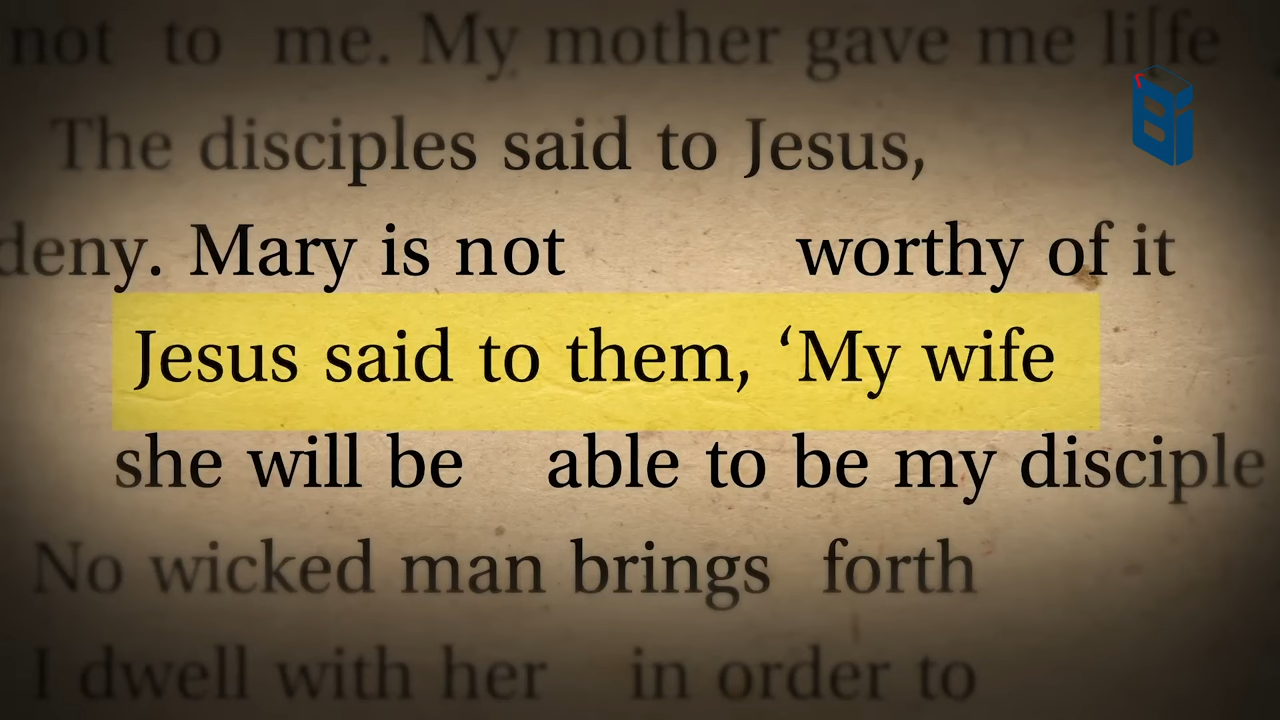 not to me. My mother gave me li[fe
The disciples said to Jesus,
deny. Mary is not worthy of it
Jesus said to them, ‘My wife
she will be able to be my disciple
No wicked man brings forth
I dwell with her in order to
Bi